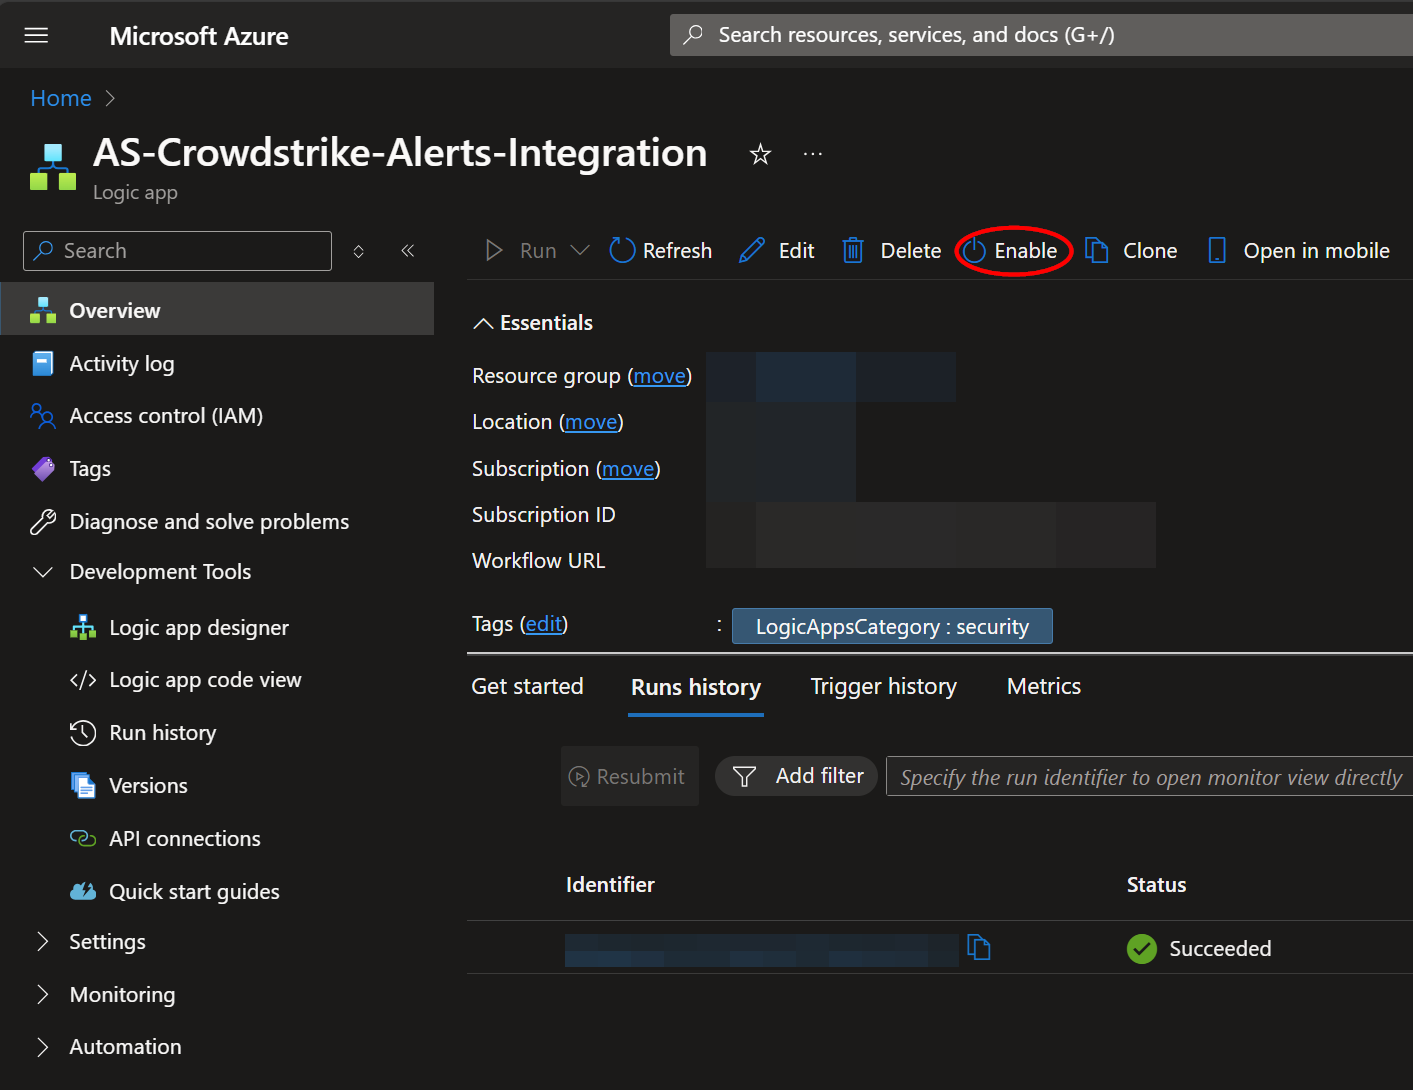 Microsoft Azure
Search resources, services, and docs (G+/)
Home
AS-Crowdstrike-Alerts-Integration
Logic app
Search
Run
Refresh
Edit
Delete
Enable
Clone
Open in mobile
Overview
Activity log
Access control (IAM)
Tags
Diagnose and solve problems
Development Tools
Logic app designer
Logic app code view
Run history
Versions
API connections
Quick start guides
Settings
Monitoring
Automation
Essentials
Resource group (move)
Location (move)
Subscription (move)
Subscription ID
Workflow URL
Tags (edit) : LogicAppsCategory : security
Get started
Runs history
Trigger history
Metrics
Resubmit
Add filter
Specify the run identifier to open monitor view directly
Identifier
Status
Succeeded